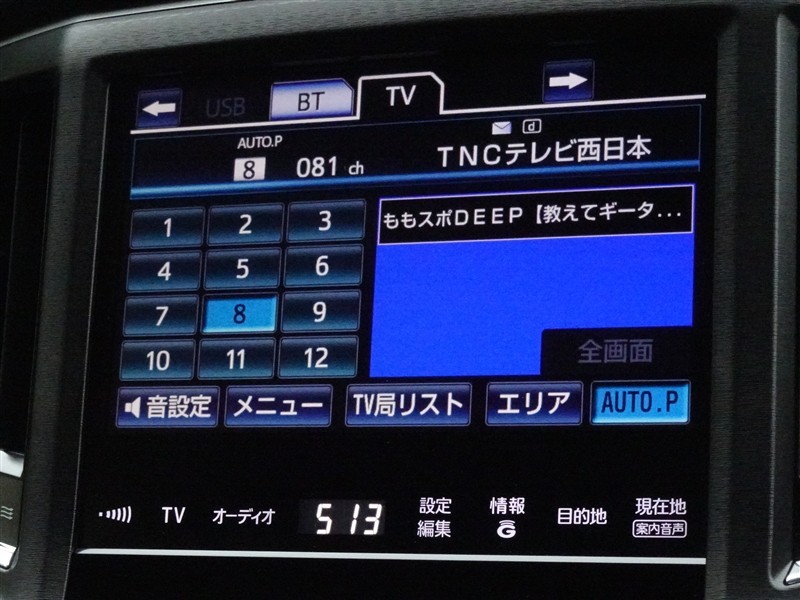 USB BT TV
AUTO.P
d
8 081 ch TNCテレビ西日本
1 2 3
ももスポDEEP【教えてギータ...
4 5 6
7 8 9
10 11 12
全画面
音設定 メニュー TV局リスト エリア AUTO.P
TV オーディオ 513 設定編集 情報G 目的地 現在地
案内音声